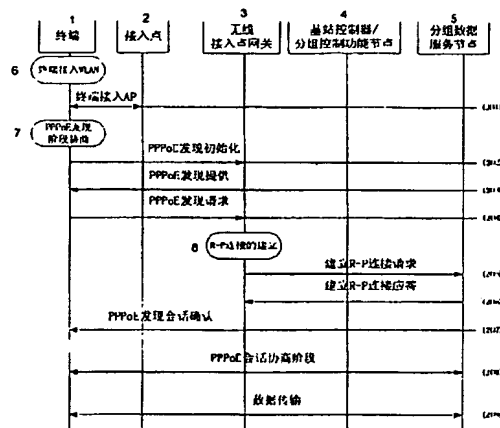 1
2
3
4
5
终端
接入点
无线
接入点网关
基站控制器/
分组控制功能节点
分组数据
服务节点
6
终端接入WLAN
终端接入AP
7
PPPoE发现
阶段协商
PPPoE发现初始化
PPPoE发现提供
PPPoE发现请求
8
R-P连接的建立
建立R-P连接请求
建立R-P连接应答
PPPoE发现会话确认
PPPoE会话协商阶段
数据传输